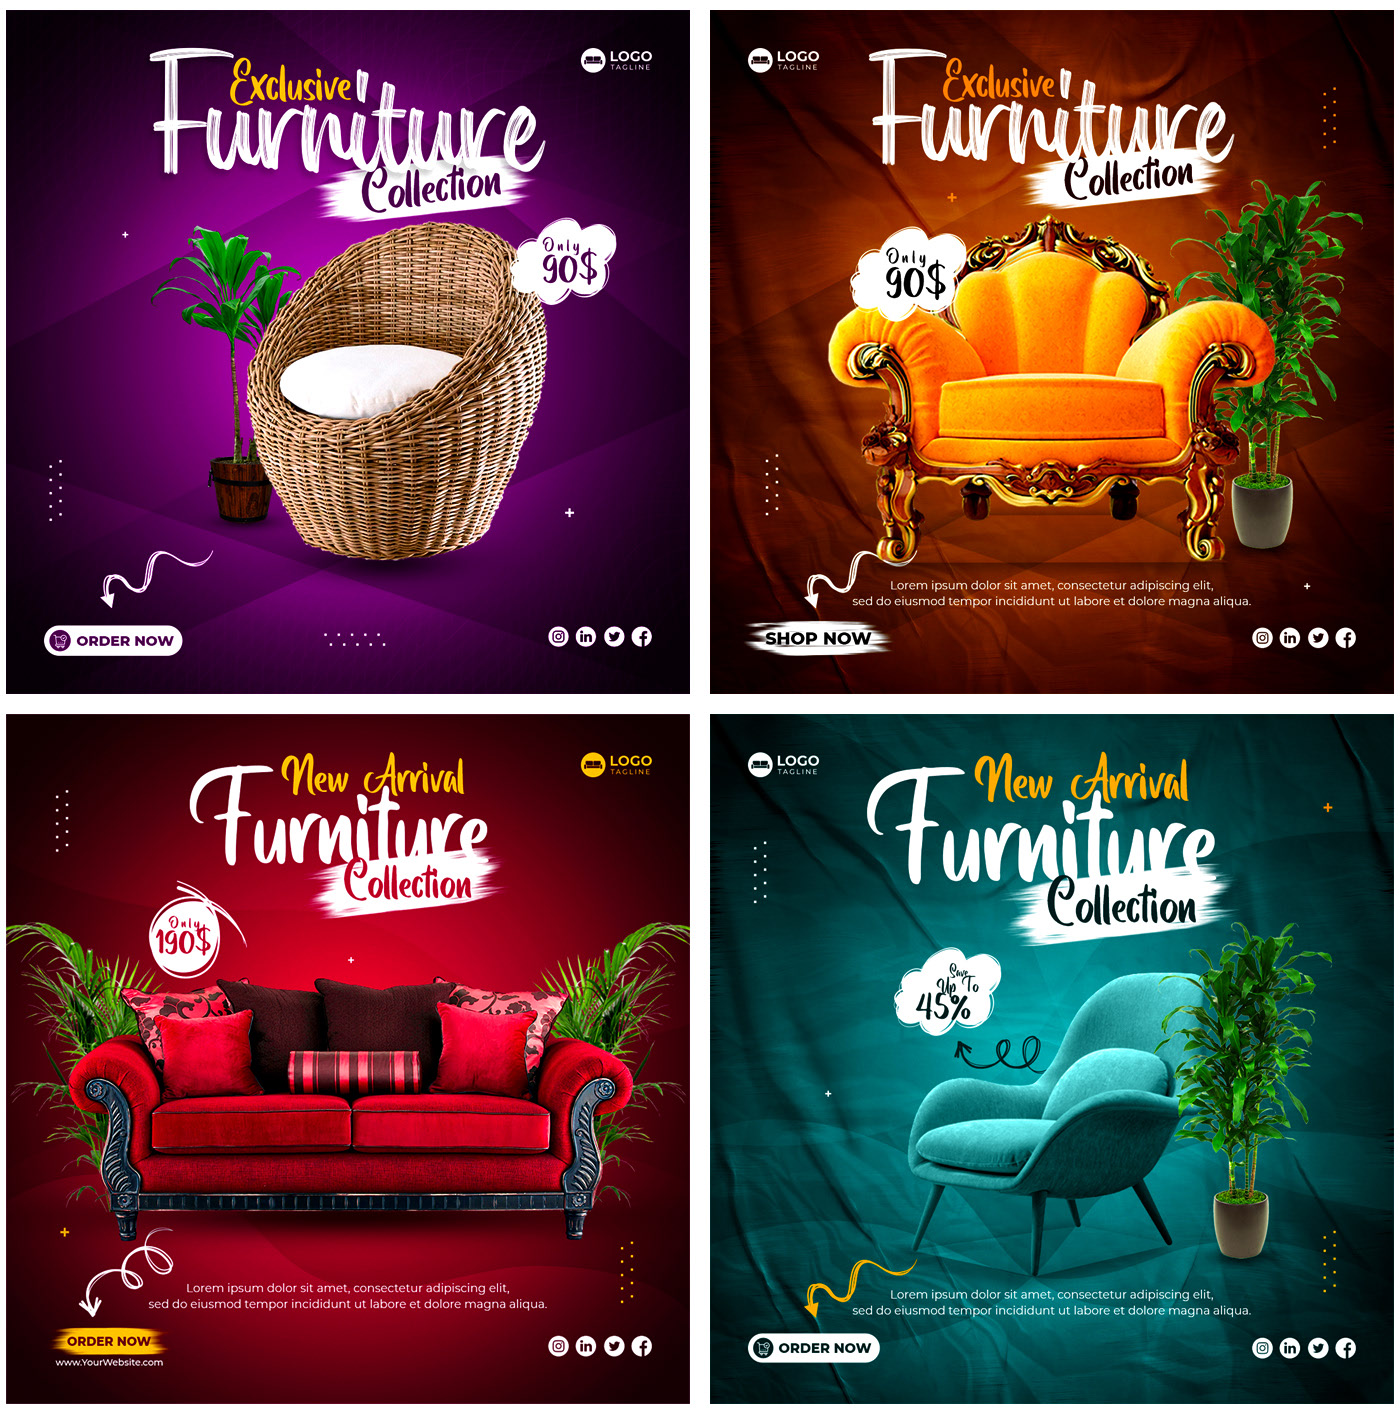 LOGO
TAGLINE
Exclusive
Furniture
Collection
Only
90$
ORDER NOW
LOGO
TAGLINE
Exclusive
Furniture
Collection
Only
90$
Lorem ipsum dolor sit amet, consectetur adipiscing elit,
sed do eiusmod tempor incididunt ut labore et dolore magna aliqua.
SHOP NOW
New Arrival
LOGO
TAGLINE
Furniture
Collection
Only
190$
Lorem ipsum dolor sit amet, consectetur adipiscing elit,
sed do eiusmod tempor incididunt ut labore et dolore magna aliqua.
ORDER NOW
www.YourWebsite.com
LOGO
TAGLINE
New Arrival
Furniture
Collection
Save
Up To
45%
Lorem ipsum dolor sit amet, consectetur adipiscing elit,
sed do eiusmod tempor incididunt ut labore et dolore magna aliqua.
ORDER NOW